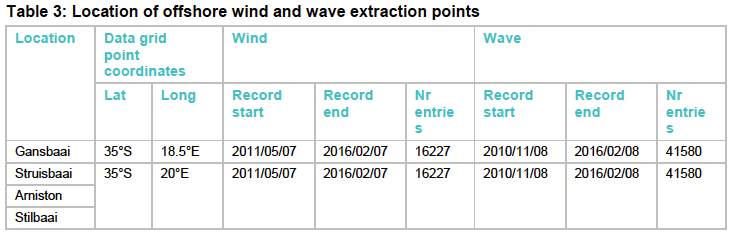 Table 3: Location of offshore wind and wave extraction points
Location Data grid point coordinates Wind Wave
Lat Long Record start Record end Nr entrie s Record start Record end Nr entrie s
Gansbaai 35°S 18.5°E 2011/05/07 2016/02/07 16227 2010/11/08 2016/02/08 41580
Struisbaai 35°S 20°E 2011/05/07 2016/02/07 16227 2010/11/08 2016/02/08 41580
Arniston
Stilbaai